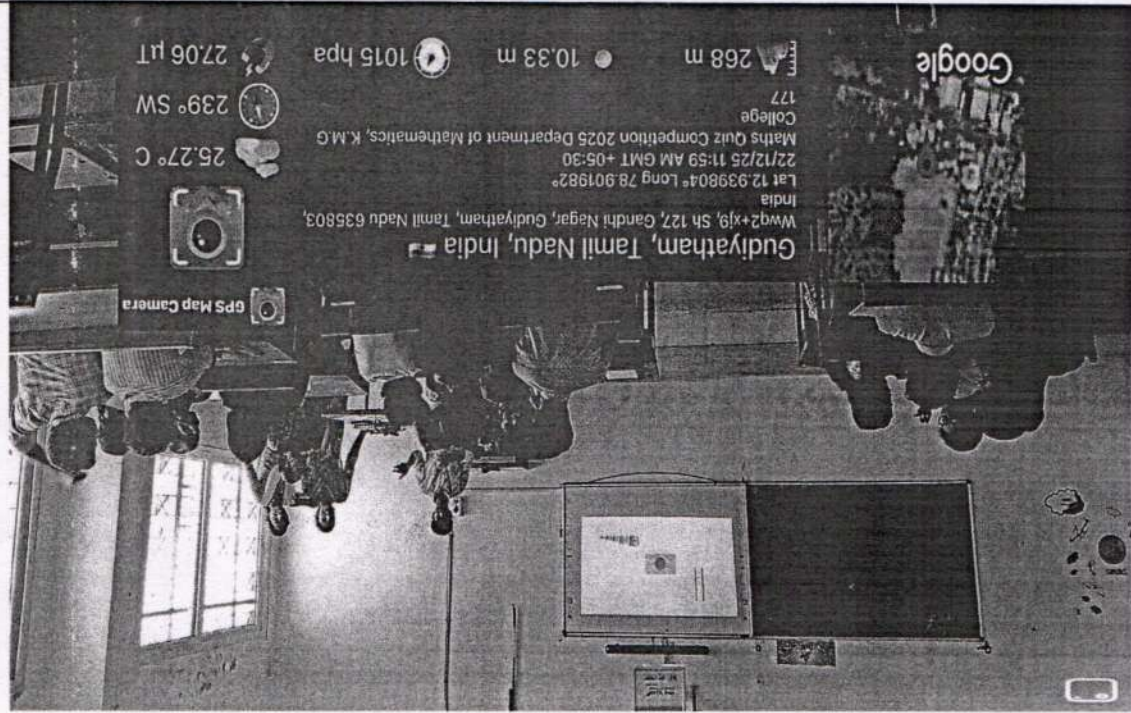 GPS Map Camera
Gudiyatham, Tamil Nadu, India
Wwq2+xj9, Sh 127, Gandhi Nagar, Gudiyatham, Tamil Nadu 635803,
India
Lat 12.939804° Long 78.901982°
22/12/25 11:59 AM GMT +05:30
Maths Quiz Competition 2025 Department of Mathematics, K.M.G
College
177
Google
25.27° C
239° SW
268 m
10.33 m
1015 hpa
27.06 µT